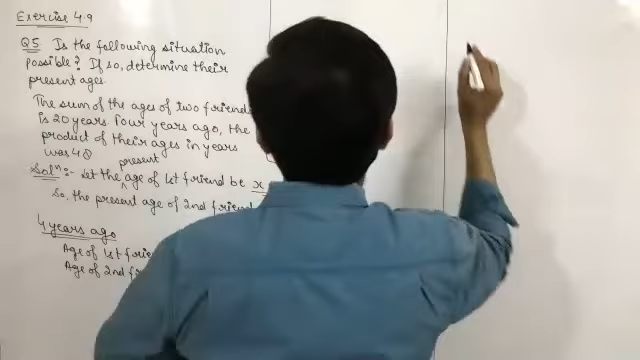 Exercise 4.9
Q5 Is the following situation
possible? If so, determine their
present ages.
The sum of the ages of two friends
is 20 years. Four years ago, the
product of their ages in years
was 48
Solⁿ :- Let the present age of 1st friend be x
So, the present age of 2nd friend
4 years ago
Age of 1st frie
Age of 2nd fr